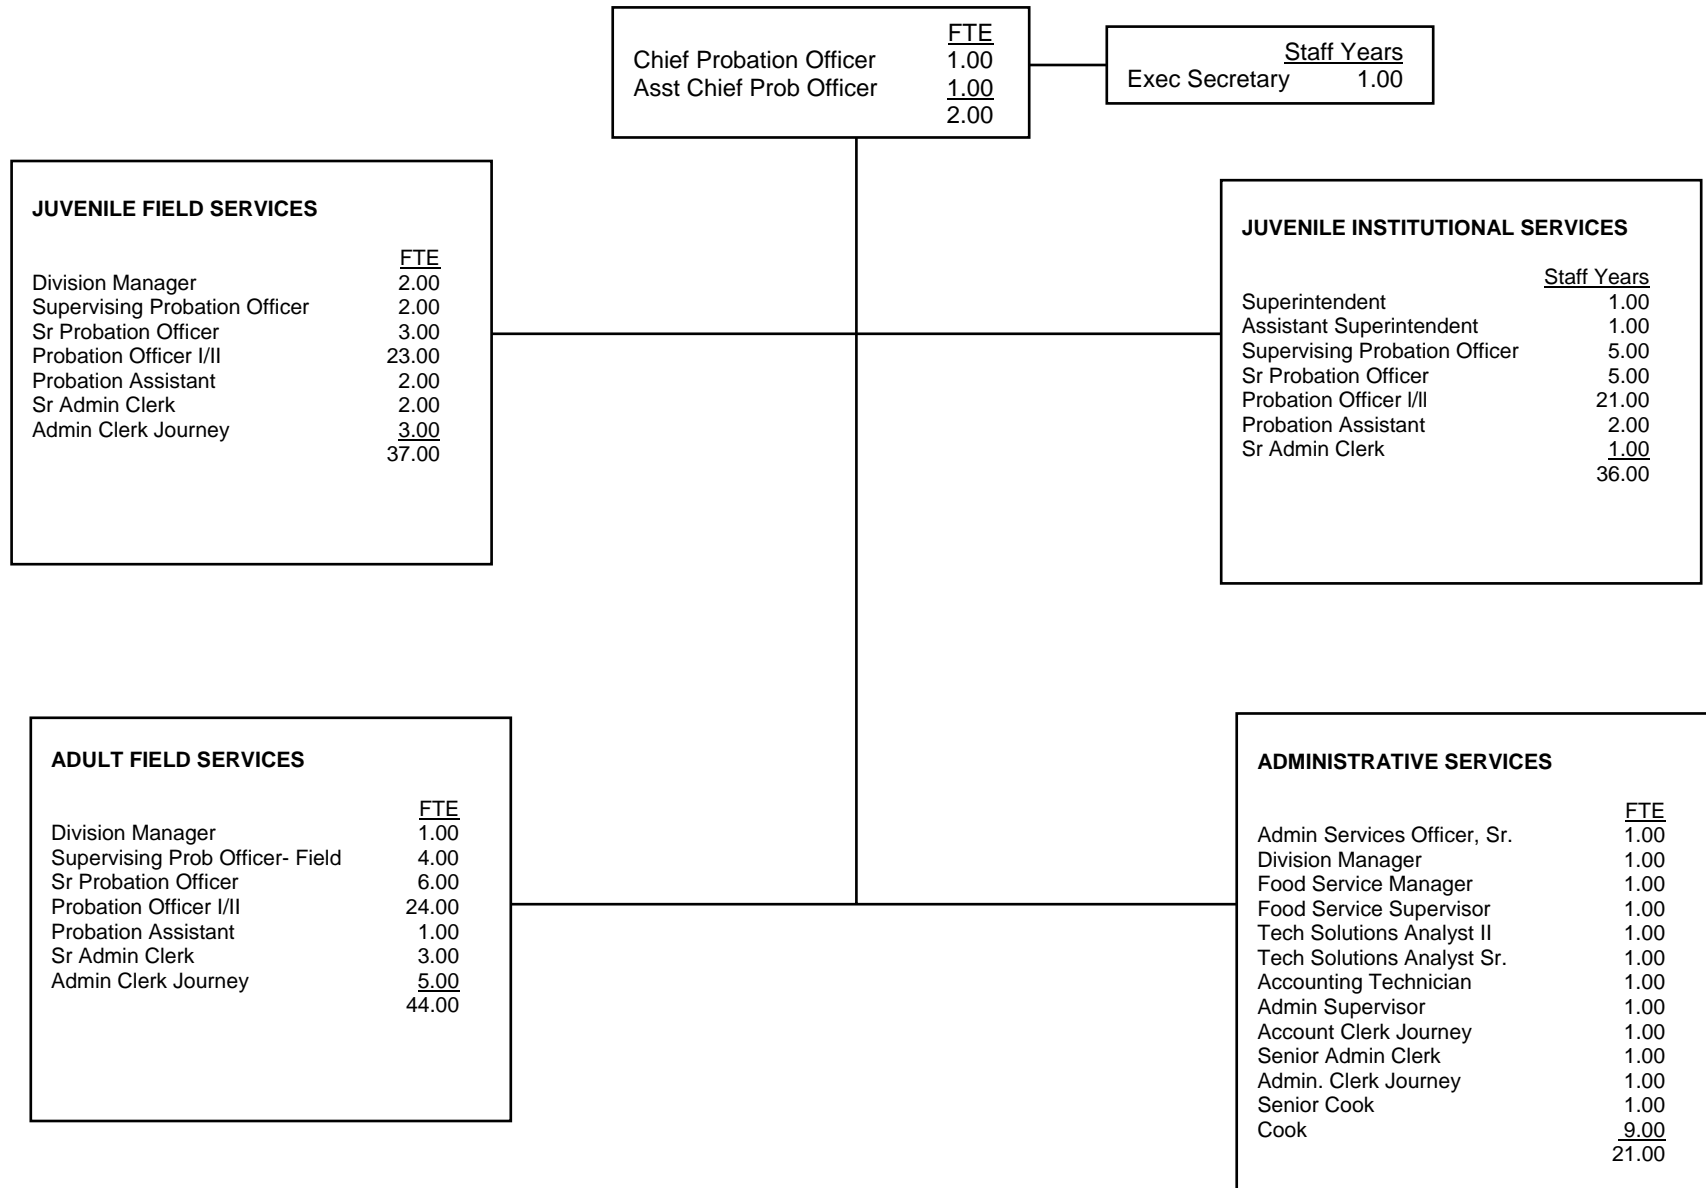 FTE
Chief Probation Officer 1.00
Asst Chief Prob Officer 1.00
2.00
Staff Years
Exec Secretary 1.00
JUVENILE FIELD SERVICES
FTE
Division Manager 2.00
Supervising Probation Officer 2.00
Sr Probation Officer 3.00
Probation Officer I/II 23.00
Probation Assistant 2.00
Sr Admin Clerk 2.00
Admin Clerk Journey 3.00
37.00
JUVENILE INSTITUTIONAL SERVICES
Staff Years
Superintendent 1.00
Assistant Superintendent 1.00
Supervising Probation Officer 5.00
Sr Probation Officer 5.00
Probation Officer I/II 21.00
Probation Assistant 2.00
Sr Admin Clerk 1.00
36.00
ADULT FIELD SERVICES
FTE
Division Manager 1.00
Supervising Prob Officer- Field 4.00
Sr Probation Officer 6.00
Probation Officer I/II 24.00
Probation Assistant 1.00
Sr Admin Clerk 3.00
Admin Clerk Journey 5.00
44.00
ADMINISTRATIVE SERVICES
FTE
Admin Services Officer, Sr. 1.00
Division Manager 1.00
Food Service Manager 1.00
Food Service Supervisor 1.00
Tech Solutions Analyst II 1.00
Tech Solutions Analyst Sr. 1.00
Accounting Technician 1.00
Admin Supervisor 1.00
Account Clerk Journey 1.00
Senior Admin Clerk 1.00
Admin. Clerk Journey 1.00
Senior Cook 1.00
Cook 9.00
21.00